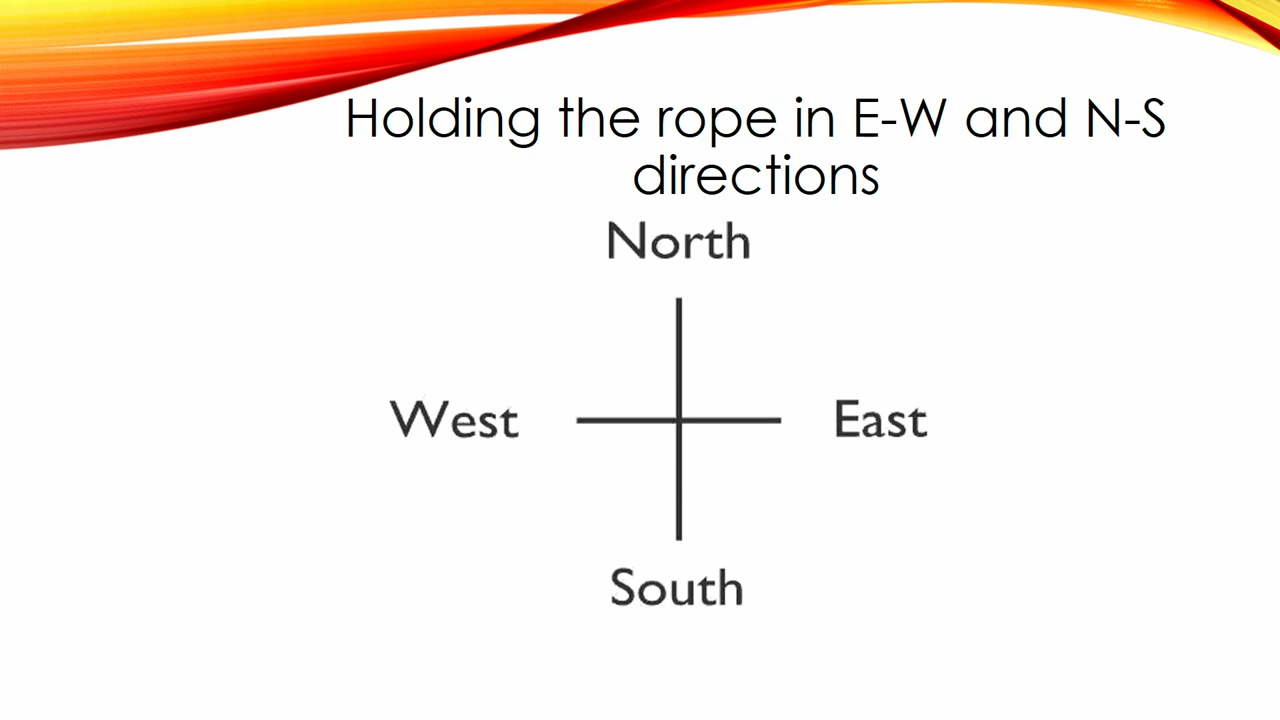 Holding the rope in E-W and N-S
directions
North
West East
South